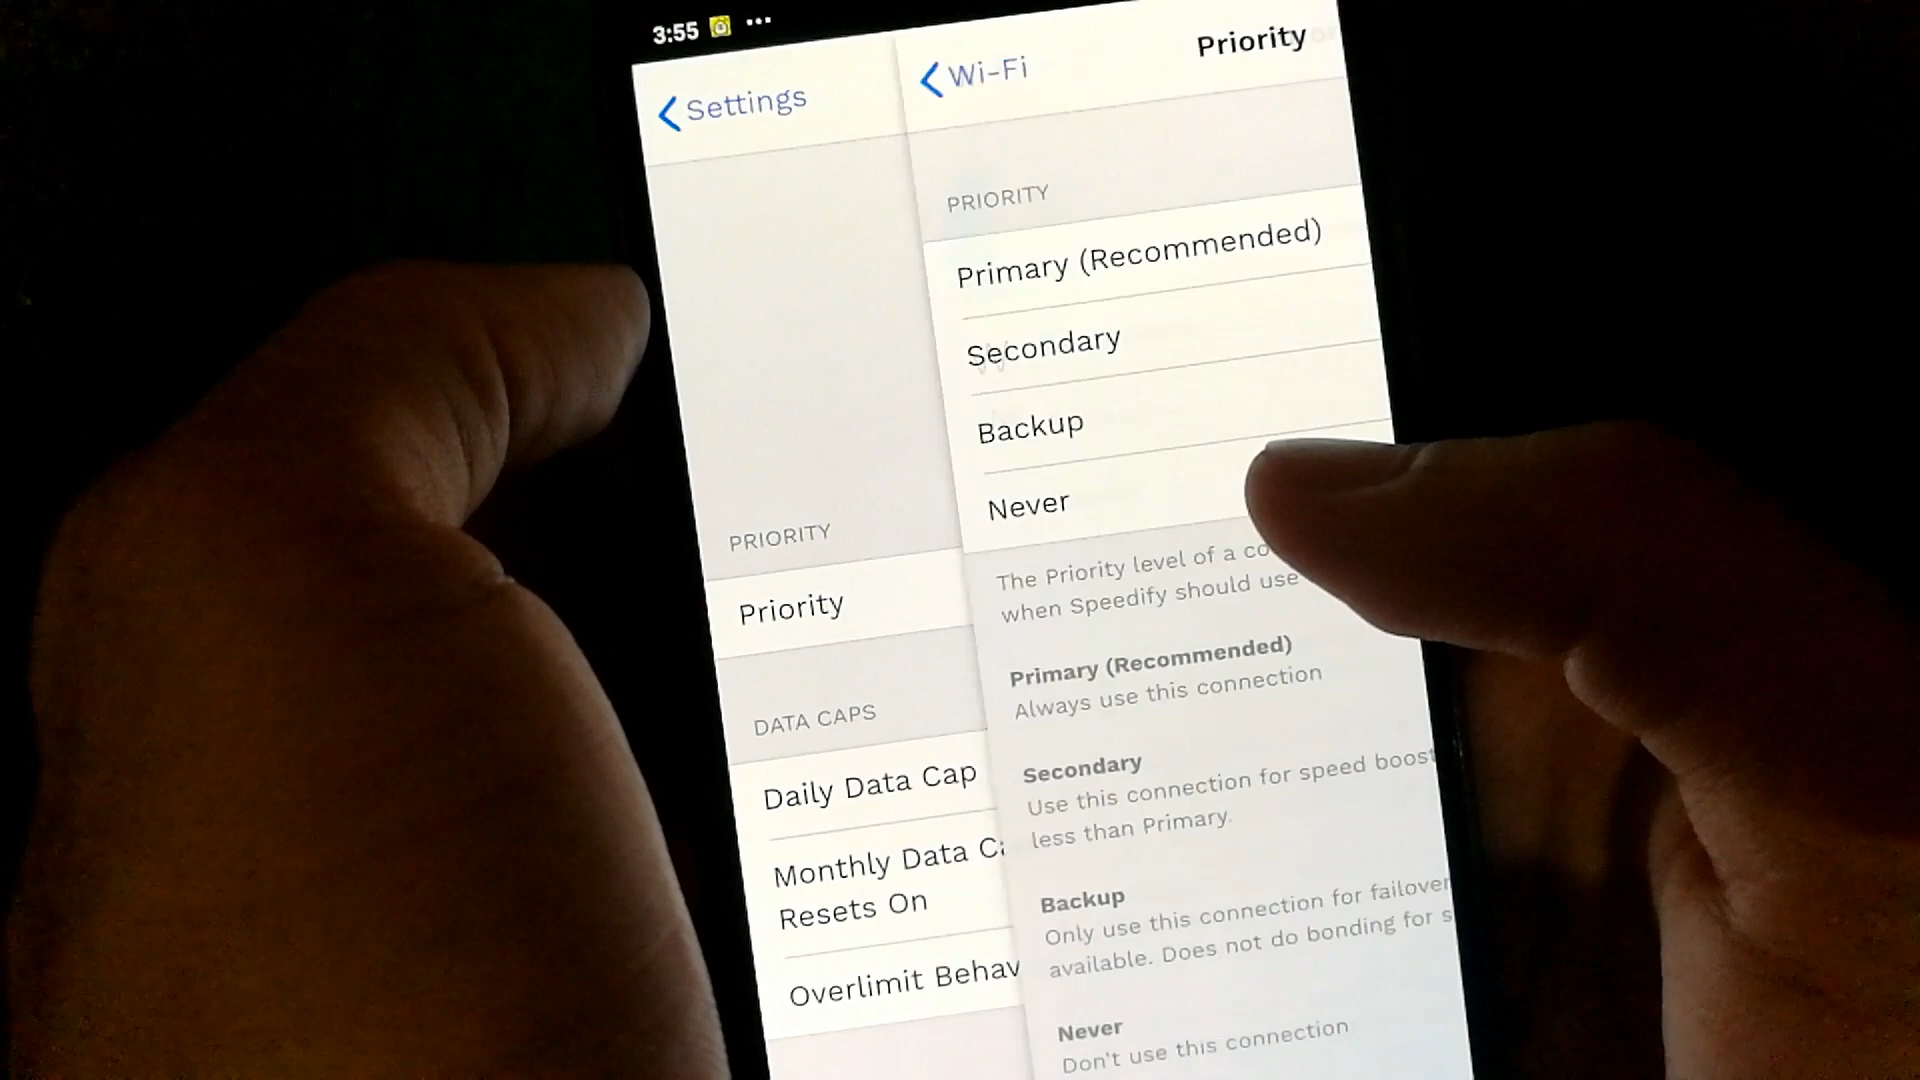 3:55
Settings
PRIORITY
Priority
DATA CAPS
Daily Data Cap
Monthly Data
Resets On
Overlimit
Wi-Fi
Priority
PRIORITY
Primary (Recommended)
Secondary
Backup
Never
The Priority level of a
when Speedify should use
Primary (Recommended)
Always use this connection
Secondary
Use this connection for speed boost
less than Primary.
Backup
Only use this connection for failover
available. Does not do bonding for
Never
Don't use this connection